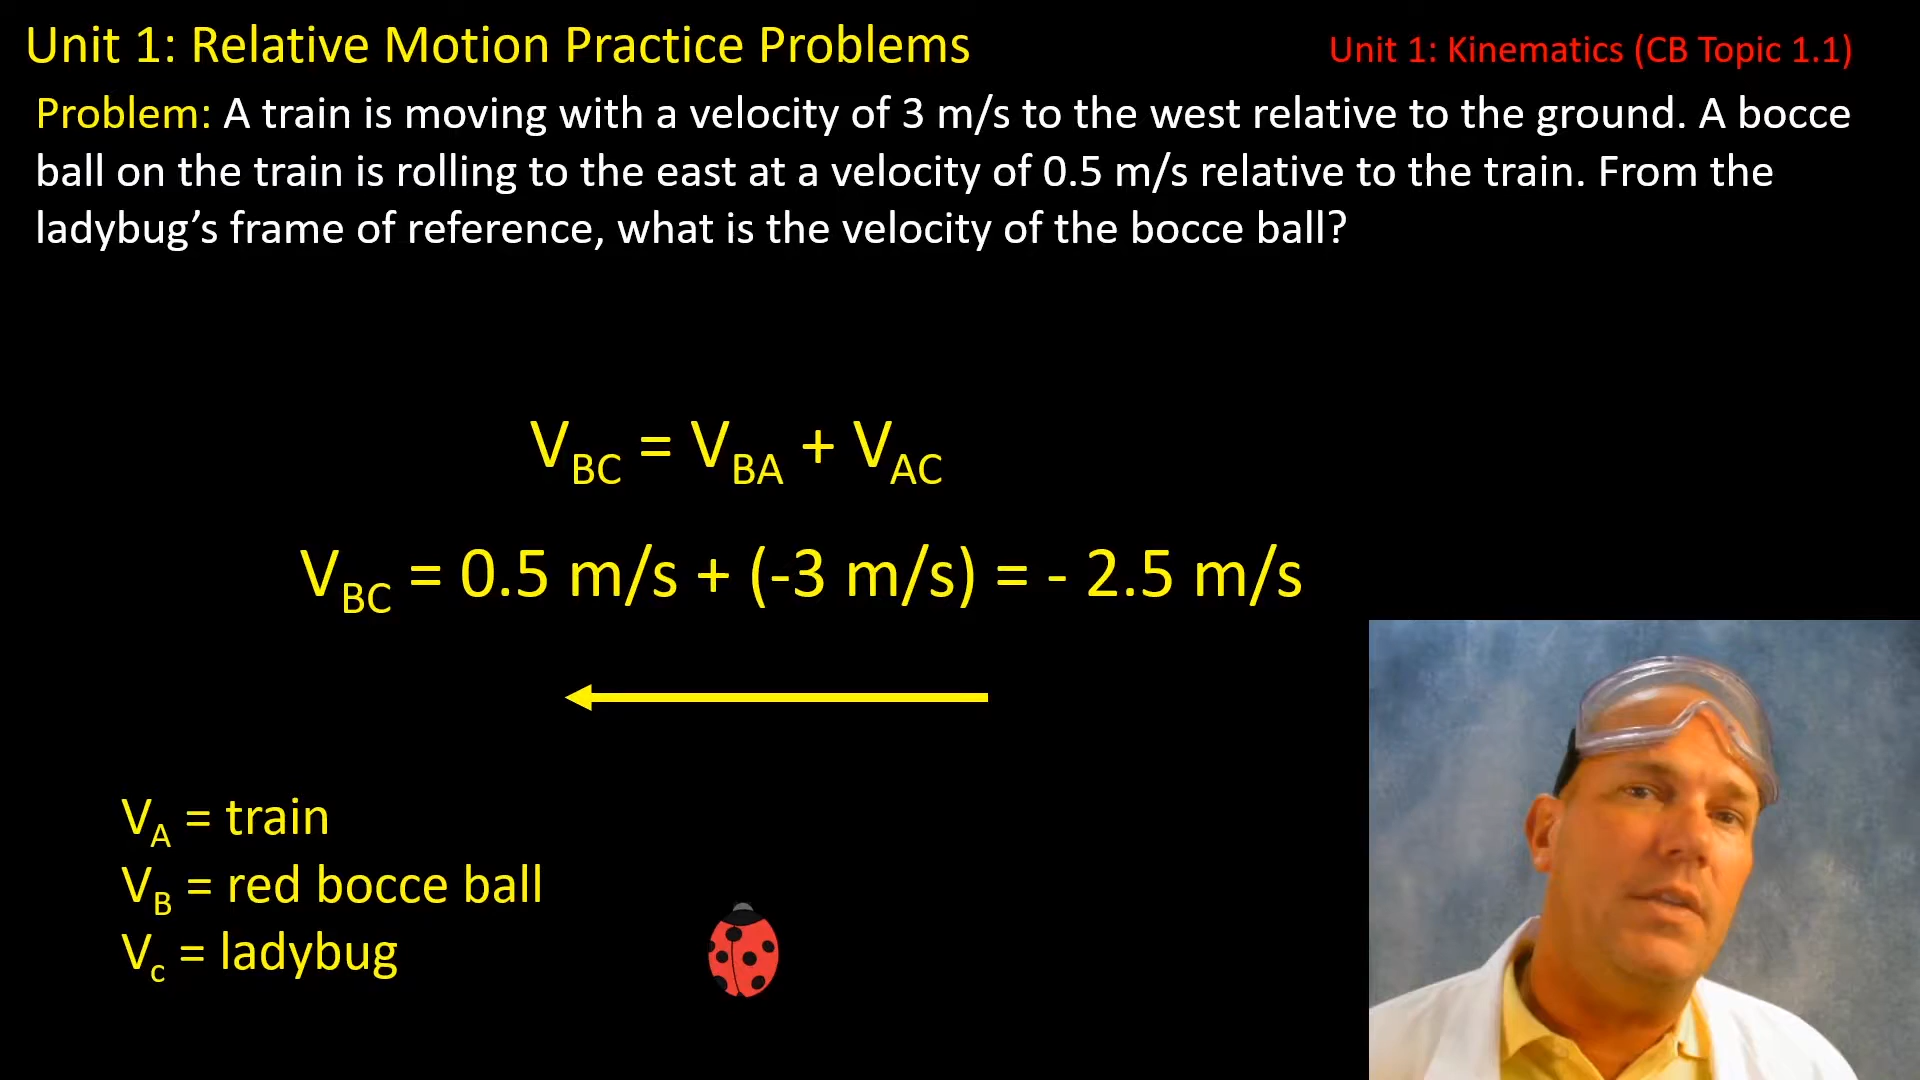 Unit 1: Relative Motion Practice Problems
Unit 1: Kinematics (CB Topic 1.1)
Problem: A train is moving with a velocity of 3 m/s to the west relative to the ground. A bocce
ball on the train is rolling to the east at a velocity of 0.5 m/s relative to the train. From the
ladybug’s frame of reference, what is the velocity of the bocce ball?
V_BC = V_BA + V_AC
V_BC = 0.5 m/s + (-3 m/s) = - 2.5 m/s
V_A = train
V_B = red bocce ball
V_c = ladybug